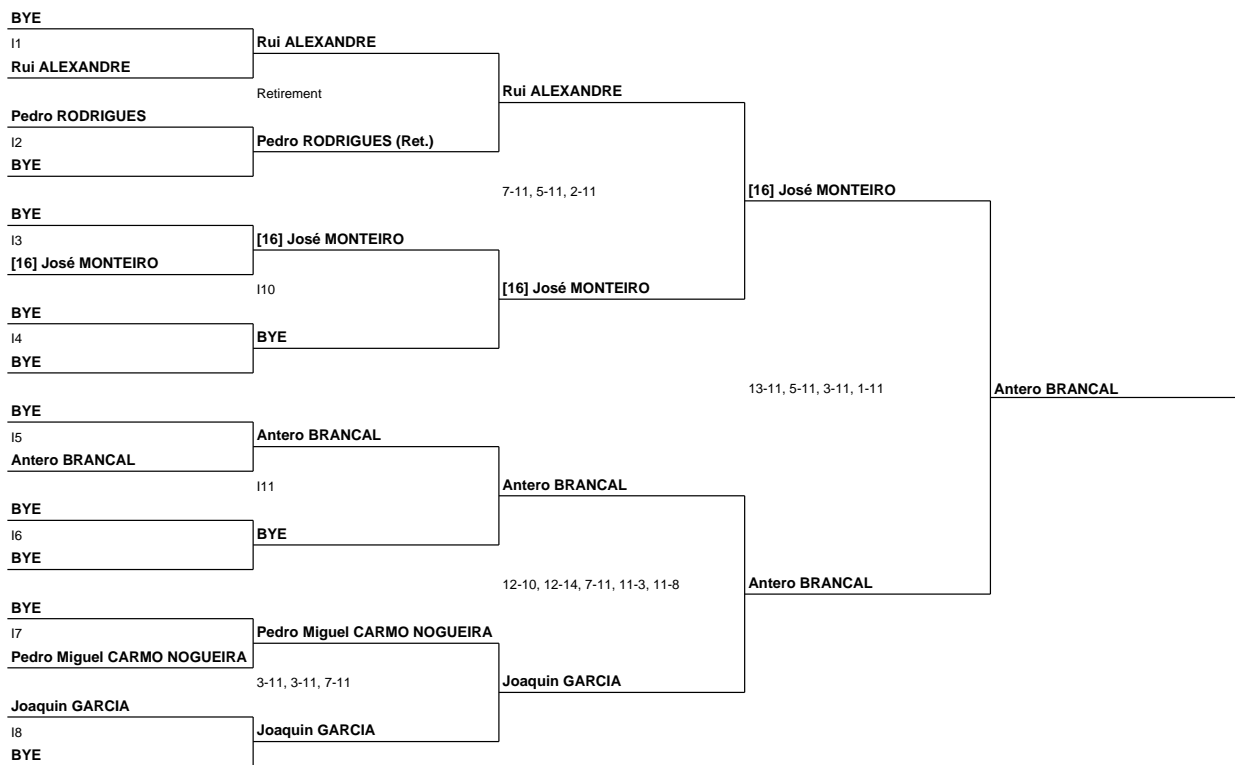 BYE
I1
Rui ALEXANDRE
Rui ALEXANDRE
Retirement
Rui ALEXANDRE
Pedro RODRIGUES
I2
Pedro RODRIGUES (Ret.)
BYE
7-11, 5-11, 2-11
[16] José MONTEIRO
BYE
I3
[16] José MONTEIRO
[16] José MONTEIRO
I10
[16] José MONTEIRO
BYE
I4
BYE
BYE
13-11, 5-11, 3-11, 1-11
Antero BRANCAL
BYE
I5
Antero BRANCAL
Antero BRANCAL
I11
Antero BRANCAL
BYE
I6
BYE
BYE
12-10, 12-14, 7-11, 11-3, 11-8
Antero BRANCAL
BYE
I7
Pedro Miguel CARMO NOGUEIRA
Pedro Miguel CARMO NOGUEIRA
3-11, 3-11, 7-11
Joaquin GARCIA
Joaquin GARCIA
I8
Joaquin GARCIA
BYE